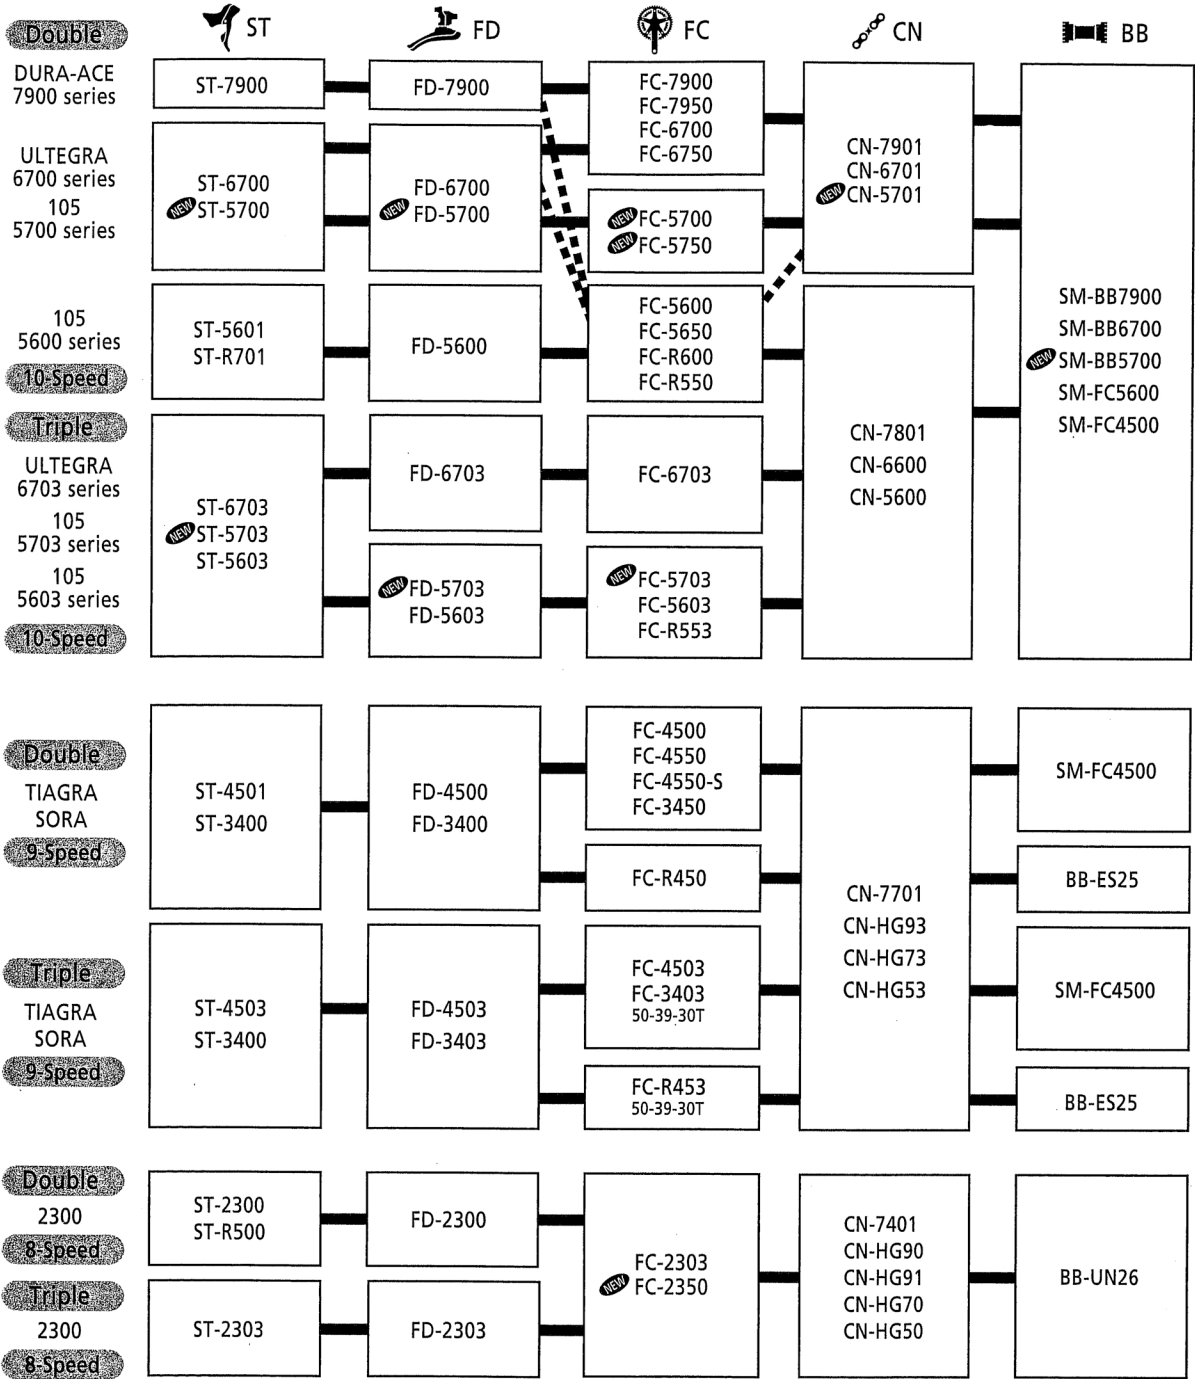 Double
ST
FD
FC
CN
BB
DURA-ACE
7900 series
ST-7900
FD-7900
FC-7900
FC-7950
FC-6700
FC-6750
CN-7901
CN-6701
NEW CN-5701
ULTEGRA
6700 series
105
5700 series
ST-6700
NEW ST-5700
FD-6700
NEW FD-5700
NEW FC-5700
NEW FC-5750
SM-BB7900
SM-BB6700
NEW SM-BB5700
SM-FC5600
SM-FC4500
105
5600 series
10-Speed
ST-5601
ST-R701
FD-5600
FC-5600
FC-5650
FC-R600
FC-R550
CN-7801
CN-6600
CN-5600
Triple
ULTEGRA
6703 series
105
5703 series
105
5603 series
10-Speed
ST-6703
NEW ST-5703
ST-5603
FD-6703
FC-6703
NEW FD-5703
FD-5603
NEW FC-5703
FC-5603
FC-R553
Double
TIAGRA
SORA
9-Speed
ST-4501
ST-3400
FD-4500
FD-3400
FC-4500
FC-4550
FC-4550-S
FC-3450
SM-FC4500
FC-R450
BB-ES25
CN-7701
CN-HG93
CN-HG73
CN-HG53
Triple
TIAGRA
SORA
9-Speed
ST-4503
ST-3400
FD-4503
FD-3403
FC-4503
FC-3403
50-39-30T
SM-FC4500
FC-R453
50-39-30T
BB-ES25
Double
2300
8-Speed
ST-2300
ST-R500
FD-2300
FC-2303
NEW FC-2350
CN-7401
CN-HG90
CN-HG91
CN-HG70
CN-HG50
BB-UN26
Triple
2300
8-Speed
ST-2303
FD-2303